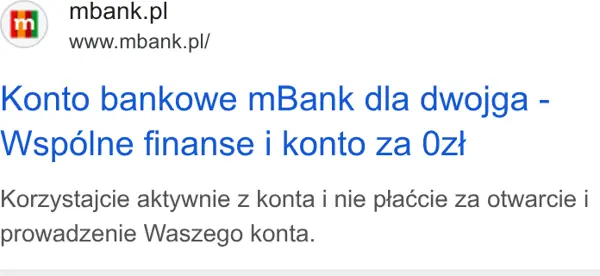 m
mbank.pl
www.mbank.pl/
Konto bankowe mBank dla dwojga -
Wspólne finanse i konto za 0zł
Korzystajcie aktywnie z konta i nie płaćcie za otwarcie i
prowadzenie Waszego konta.